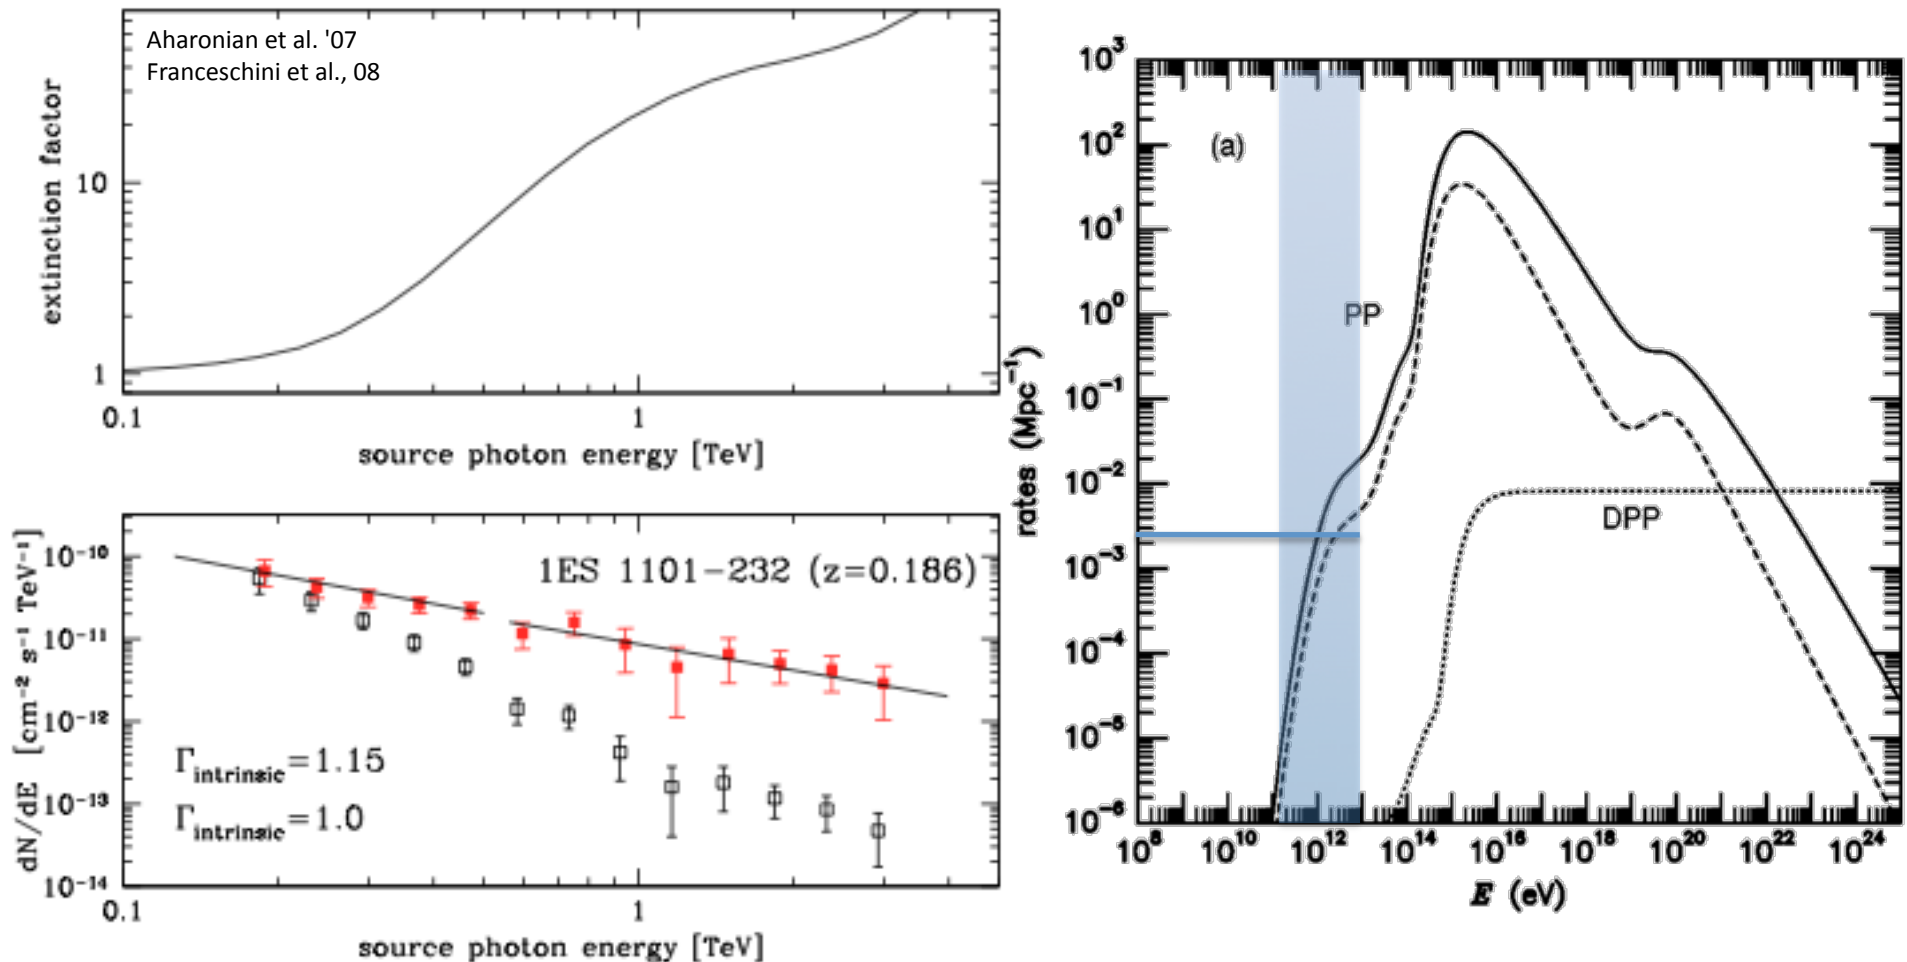 Aharonian et al. '07
Franceschini et al., 08
extinction factor
10
1
0.1
1
source photon energy [TeV]
dN/dE [cm⁻² s⁻¹ TeV⁻¹]
10⁻¹⁰
10⁻¹¹
10⁻¹²
10⁻¹³
10⁻¹⁴
1ES 1101−232 (z=0.186)
Γintrinsic=1.15
Γintrinsic=1.0
0.1
1
source photon energy [TeV]
rates (Mpc⁻¹)
10³
10²
10¹
10⁰
10⁻¹
10⁻²
10⁻³
10⁻⁴
10⁻⁵
10⁻⁶
(a)
PP
DPP
10⁸ 10¹⁰ 10¹² 10¹⁴ 10¹⁶ 10¹⁸ 10²⁰ 10²² 10²⁴
E (eV)